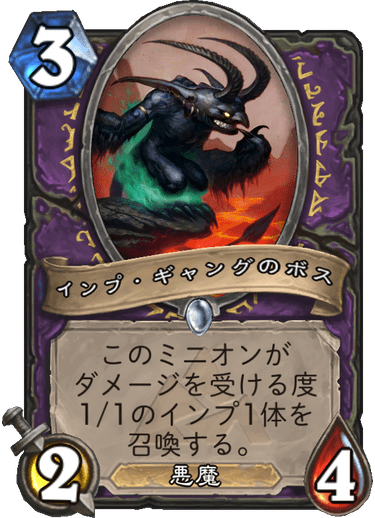 3
インプ・ギャングのボス
このミニオンが
ダメージを受ける度
1/1のインプ1体を
召喚する。
悪魔
2
4